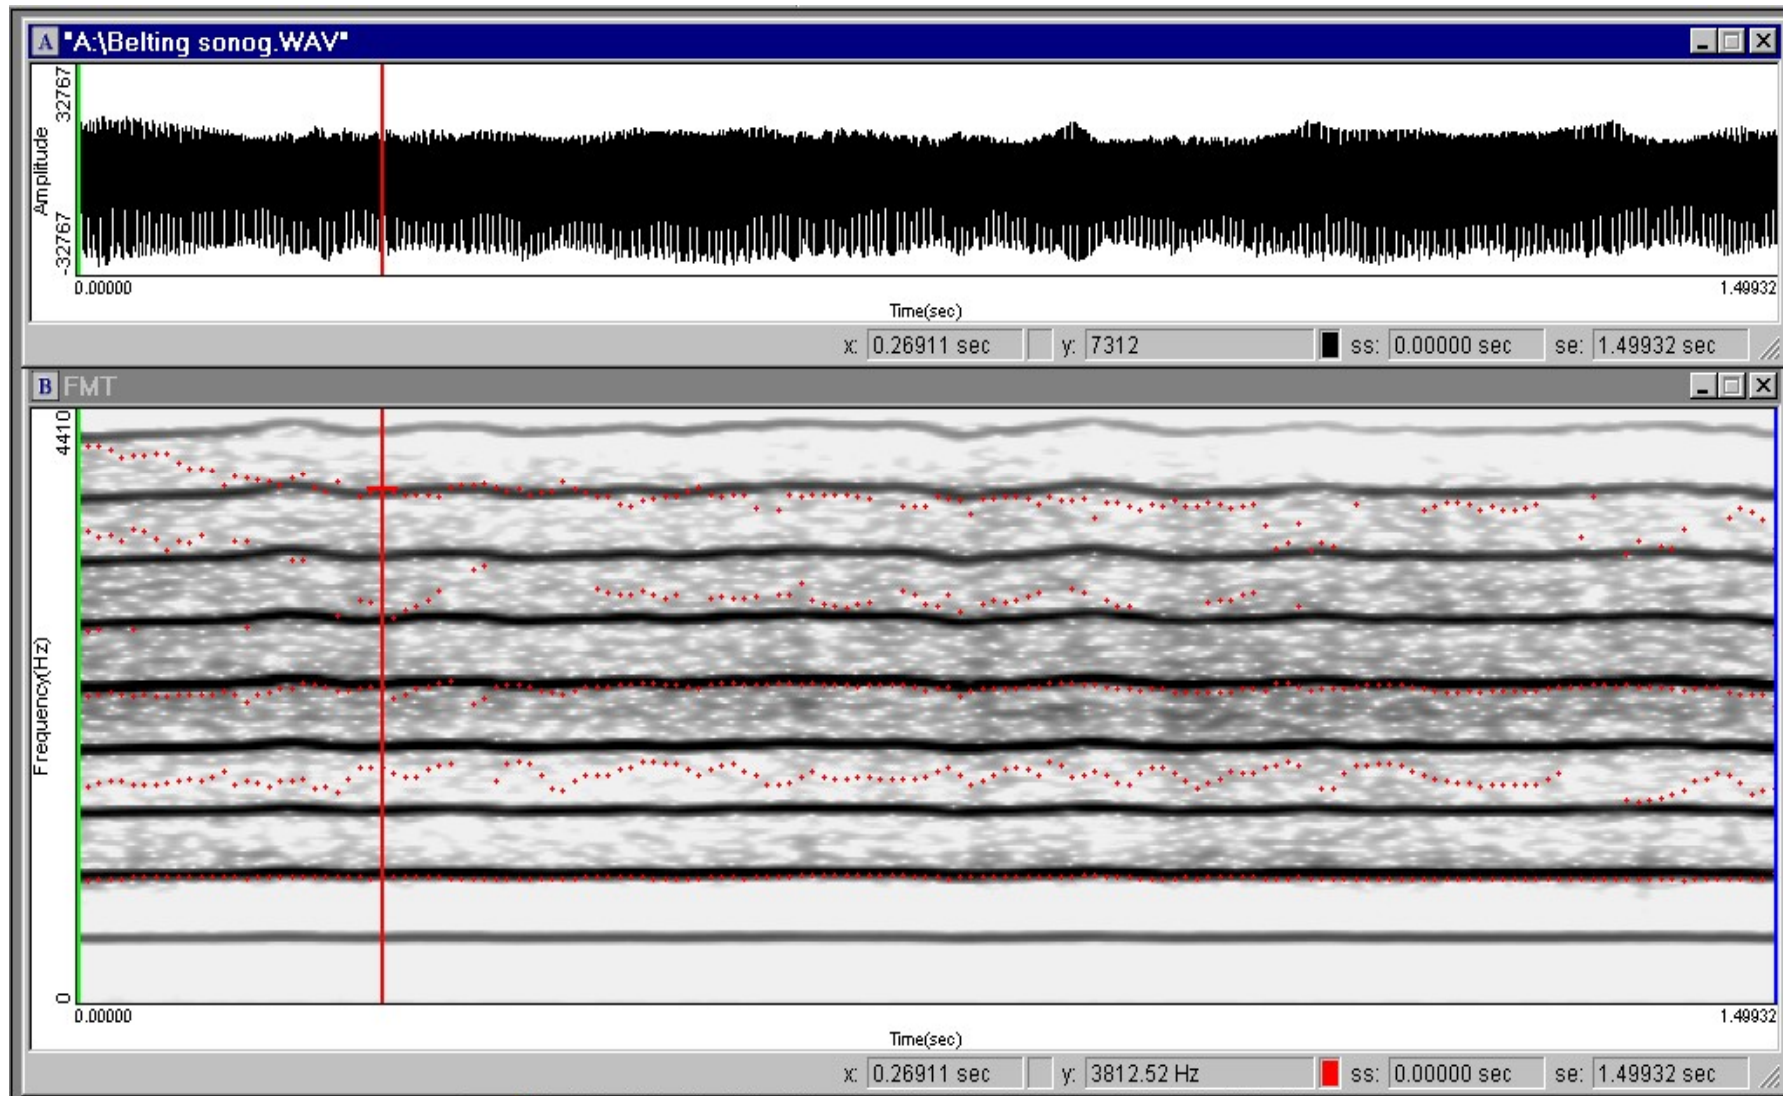 A "A:\Belting sonog.WAV"
32767
Amplitude
-32767
0.00000 1.49932
Time(sec)
x: 0.26911 sec y: 7312 ss: 0.00000 sec se: 1.49932 sec
B FMT
4410
Frequency(Hz)
0
0.00000 1.49932
Time(sec)
x: 0.26911 sec y: 3812.52 Hz ss: 0.00000 sec se: 1.49932 sec